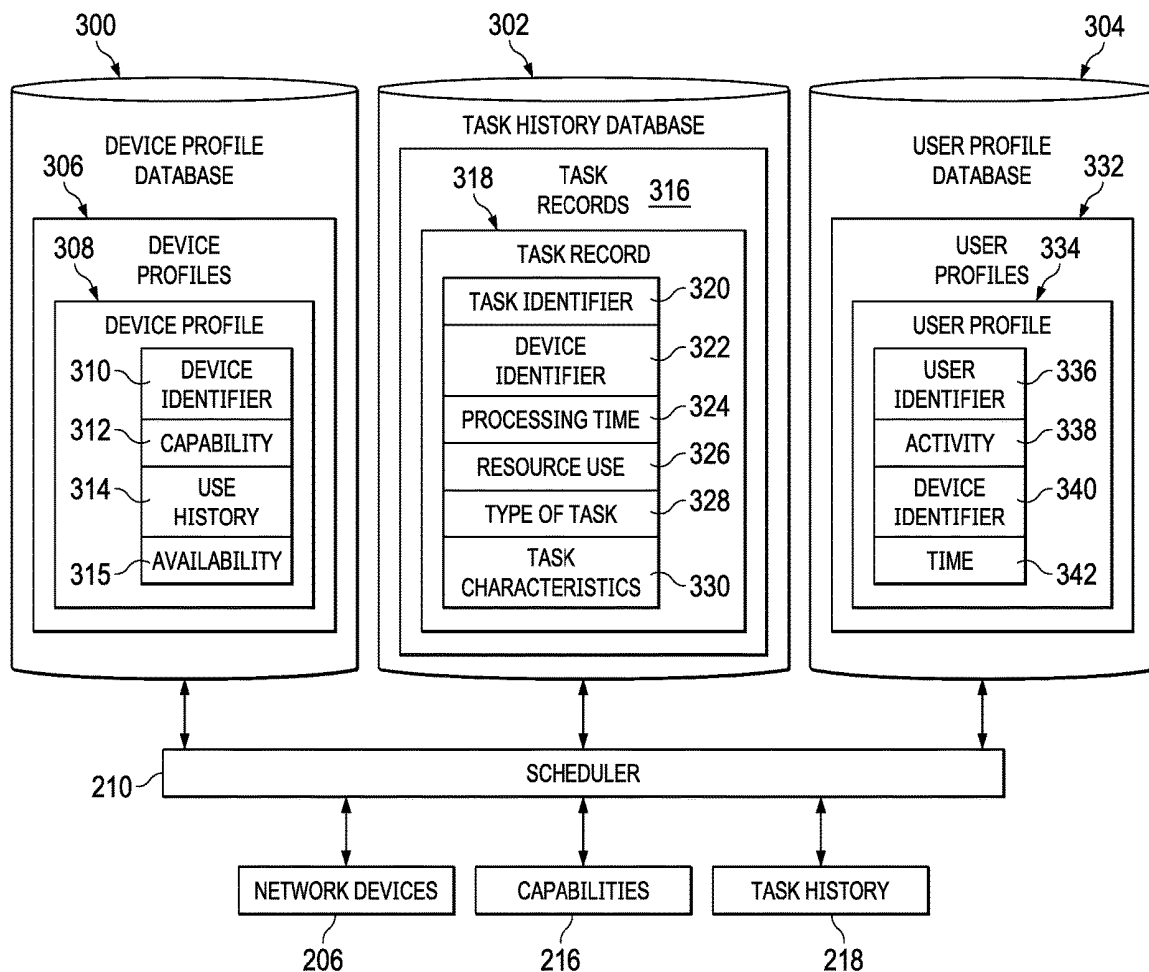 300
302
304
DEVICE PROFILE
DATABASE
306
DEVICE
PROFILES
308
DEVICE PROFILE
310
DEVICE
IDENTIFIER
312
CAPABILITY
314
USE
HISTORY
315
AVAILABILITY
TASK HISTORY DATABASE
TASK
RECORDS
316
318
TASK RECORD
TASK IDENTIFIER
320
DEVICE
IDENTIFIER
322
PROCESSING TIME
324
RESOURCE USE
326
TYPE OF TASK
328
TASK
CHARACTERISTICS
330
USER PROFILE
DATABASE
332
USER
PROFILES
334
USER PROFILE
USER
IDENTIFIER
336
ACTIVITY
338
DEVICE
IDENTIFIER
340
TIME
342
210
SCHEDULER
NETWORK DEVICES
CAPABILITIES
TASK HISTORY
206
216
218